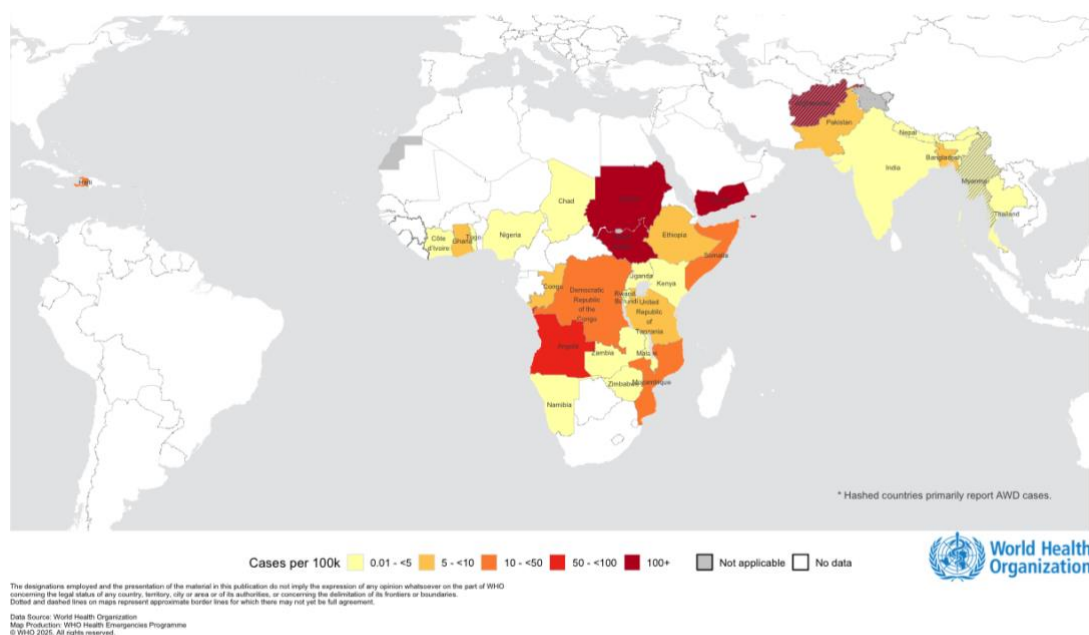 Haiti
Afghanistan
Pakistan
Nepal
India
Bangladesh
Myanmar
Thailand
Chad
Côte
d'Ivoire
Ghana
Togo
Nigeria
Ethiopia
Somalia
Congo
Democratic
Republic
of the
Congo
Uganda
Kenya
Burundi
United
Republic
of
Tanzania
Angola
Zambia
Zimbabwe
Mozambique
Namibia
* Hashed countries primarily report AWD cases.
Cases per 100k 0.01 - <5 5 - <10 10 - <50 50 - <100 100+ Not applicable No data
World Health
Organization
The designations employed and the presentation of the material in this publication do not imply the expression of any opinion whatsoever on the part of WHO
concerning the legal status of any country, territory, city or area or of its authorities, or concerning the delimitation of its frontiers or boundaries.
Dotted and dashed lines on maps represent approximate border lines for which there may not yet be full agreement.
Data Source: World Health Organization
Map Production: WHO Health Emergencies Programme
© WHO 2025. All rights reserved.